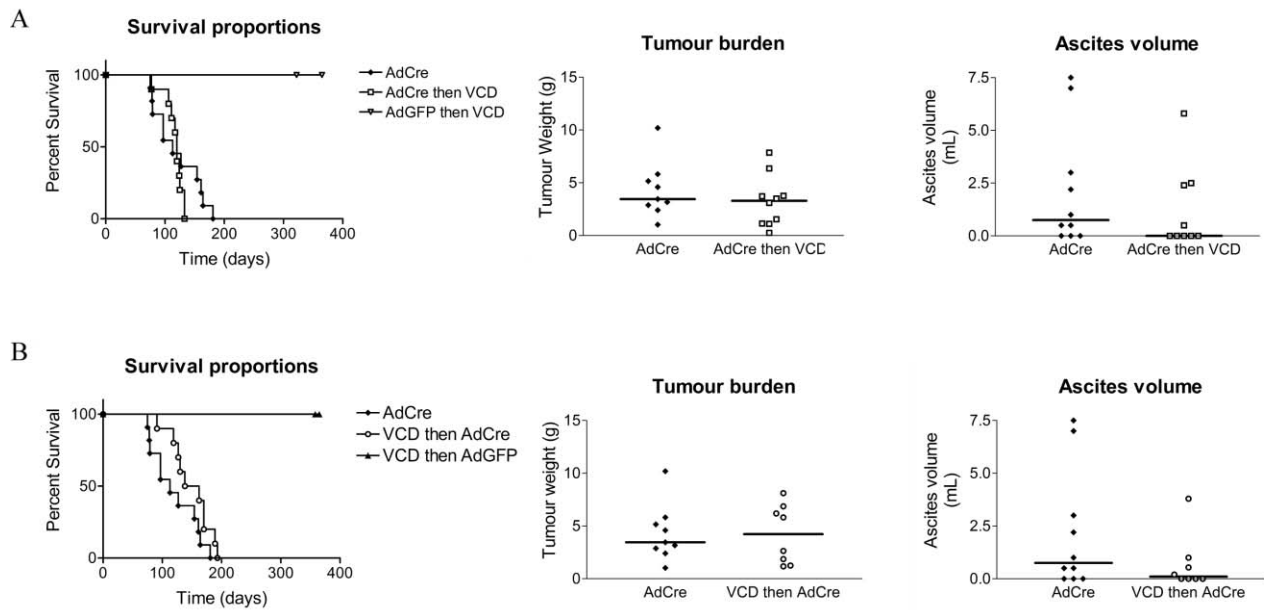 A
Survival proportions
Percent Survival
100
50
0
0 100 200 300 400
Time (days)
AdCre
AdCre then VCD
AdGFP then VCD
Tumour burden
Tumour Weight (g)
15
10
5
0
AdCre AdCre then VCD
Ascites volume
Ascites volume
(mL)
7.5
5.0
2.5
0.0
AdCre AdCre then VCD
B
Survival proportions
Percent Survival
100
50
0
0 100 200 300 400
Time (days)
AdCre
VCD then AdCre
VCD then AdGFP
Tumour burden
Tumour weight (g)
15
10
5
0
AdCre VCD then AdCre
Ascites volume
Ascites volume
(mL)
7.5
5.0
2.5
0.0
AdCre VCD then AdCre